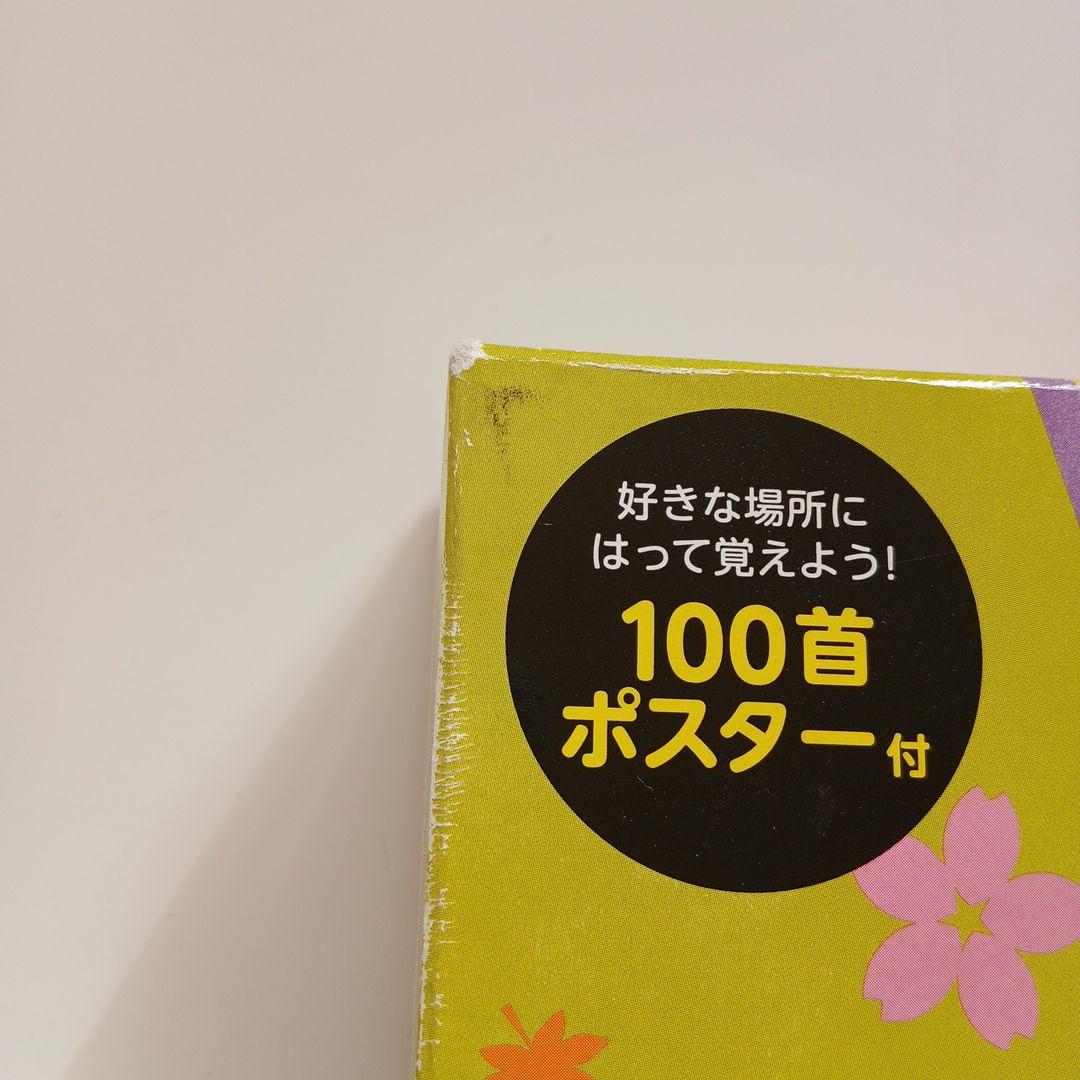 好きな場所に
はって覚えよう!
100首
ポスター付